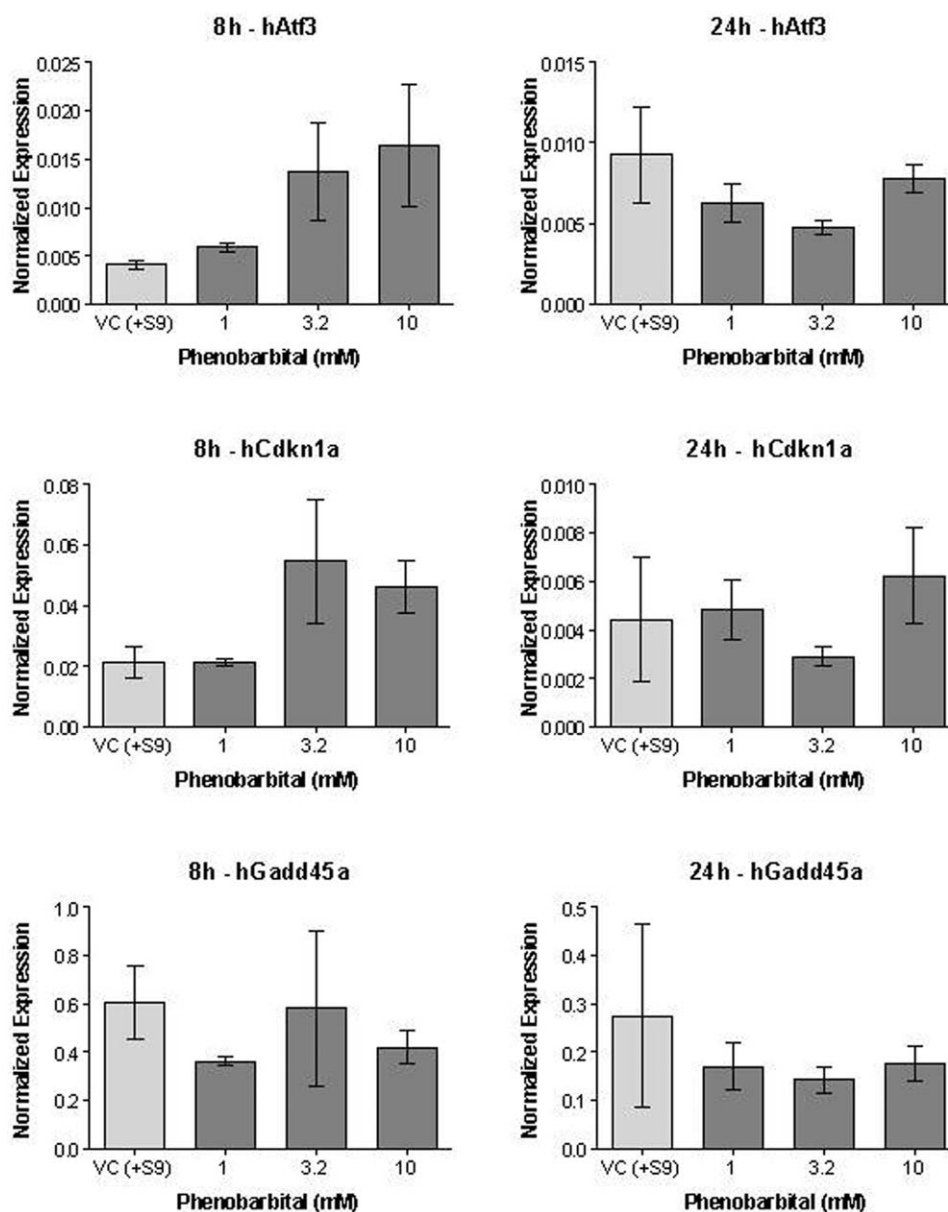 8h - hAtf3
24h - hAtf3
Normalized Expression
0.025
0.020
0.015
0.010
0.005
0.000
VC (+S9) 1 3.2 10
Phenobarbital (mM)
Normalized Expression
0.015
0.010
0.005
0.000
VC (+S9) 1 3.2 10
Phenobarbital (mM)
8h - hCdkn1a
24h - hCdkn1a
Normalized Expression
0.08
0.06
0.04
0.02
0.00
VC (+S9) 1 3.2 10
Phenobarbital (mM)
Normalized Expression
0.010
0.008
0.006
0.004
0.002
0.000
VC (+S9) 1 3.2 10
Phenobarbital (mM)
8h - hGadd45a
24h - hGadd45a
Normalized Expression
1.0
0.8
0.6
0.4
0.2
0.0
VC (+S9) 1 3.2 10
Phenobarbital (mM)
Normalized Expression
0.5
0.4
0.3
0.2
0.1
0.0
VC (+S9) 1 3.2 10
Phenobarbital (mM)